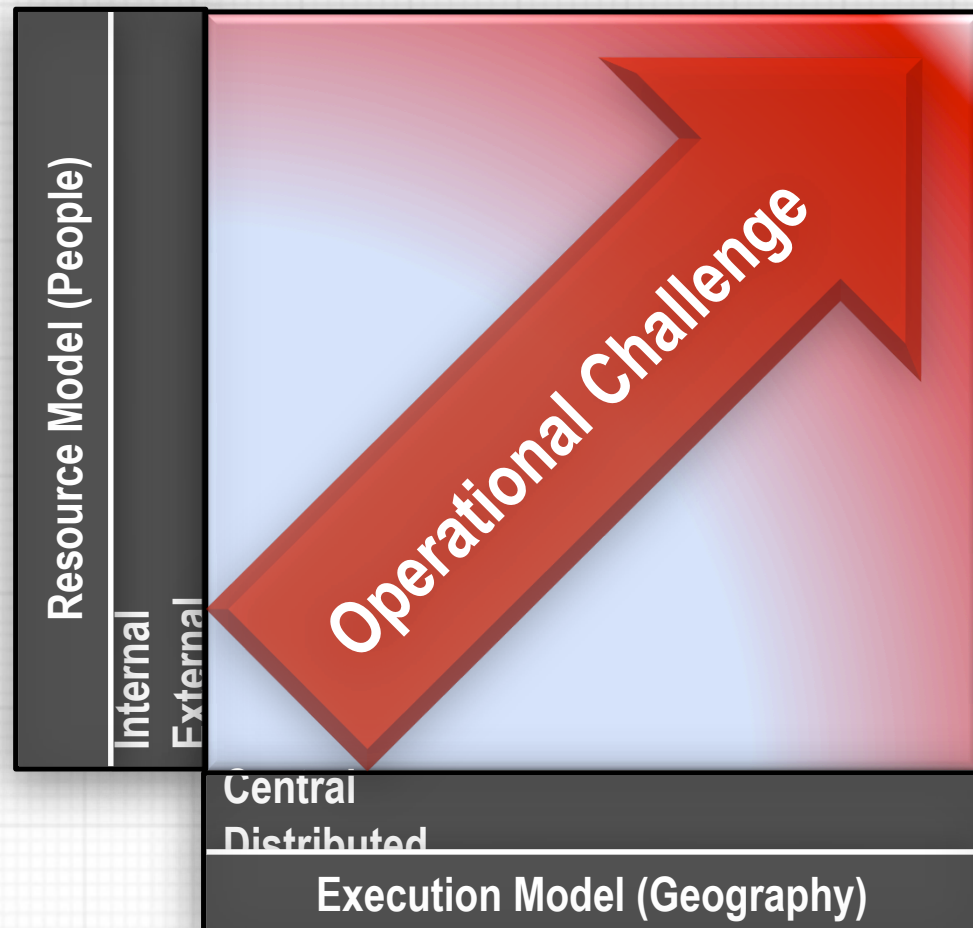 Resource Model (People)
Internal
External
Operational Challenge
Central
Distributed
Execution Model (Geography)